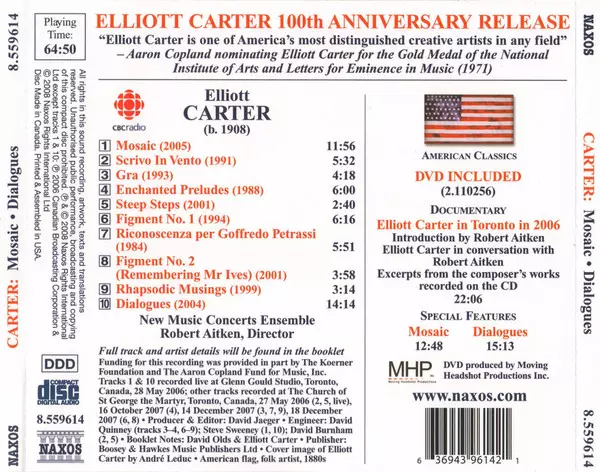 Playing
Time:
64:50
ELLIOTT CARTER 100th ANNIVERSARY RELEASE
“Elliott Carter is one of America's most distinguished creative artists in any field”
– Aaron Copland nominating Elliott Carter for the Gold Medal of the National
Institute of Arts and Letters for Eminence in Music (1971)
8.559614
NAXOS
All rights in this sound recording, artwork, texts and translations
reserved. Unauthorised public performance, broadcasting and copying
of this compact disc prohibited. ℗ & © 2008 Naxos Rights International
Ltd except tracks 1 & 10: ℗ 2006 Canadian Broadcasting Corporation &
© 2008 Naxos Rights International Ltd
Disc Made in Canada. Printed & Assembled in USA.
CARTER: Mosaic • Dialogues
CBCradio
Elliott
CARTER
(b. 1908)
1 Mosaic (2005) 11:56
2 Scrivo In Vento (1991) 5:32
3 Gra (1993) 4:18
4 Enchanted Preludes (1988) 6:00
5 Steep Steps (2001) 2:40
6 Figment No. 1 (1994) 6:16
7 Riconoscenza per Goffredo Petrassi
(1984) 5:51
8 Figment No. 2
(Remembering Mr Ives) (2001) 3:58
9 Rhapsodic Musings (1999) 3:14
10 Dialogues (2004) 14:14
New Music Concerts Ensemble
Robert Aitken, Director
Full track and artist details will be found in the booklet
Funding for this recording was provided in part by The Koerner
Foundation and The Aaron Copland Fund for Music, Inc.
Tracks 1 & 10 recorded live at Glenn Gould Studio, Toronto,
Canada, 28 May 2006; other tracks recorded at The Church of
St George the Martyr, Toronto, Canada, 27 May 2006 (2, 5, live),
16 October 2007 (4), 14 December 2007 (3, 7, 9), 18 December
2007 (6, 8) • Producer & Editor: David Jaeger • Engineers: David
Quinney (tracks 3–4, 6–9); Steve Sweeney (1, 10); David Burnham
(2, 5) • Booklet Notes: David Olds & Elliott Carter • Publisher:
Boosey & Hawkes Music Publishers Ltd • Cover image of Elliott
Carter by André Leduc • American flag, folk artist, 1880s
AMERICAN CLASSICS
DVD INCLUDED
(2.110256)
DOCUMENTARY
Elliott Carter in Toronto in 2006
Introduction by Robert Aitken
Elliott Carter in conversation with
Robert Aitken
Excerpts from the composer's works
recorded on the CD
22:06
SPECIAL FEATURES
Mosaic Dialogues
12:48 15:13
MHP
Moving Headshot Productions
DVD produced by Moving
Headshot Productions Inc.
www.naxos.com
6 36943 96142 1
DDD
COMPACT
disc
DIGITAL AUDIO
8.559614
NAXOS
CARTER: Mosaic • Dialogues
8.559614
NAXOS